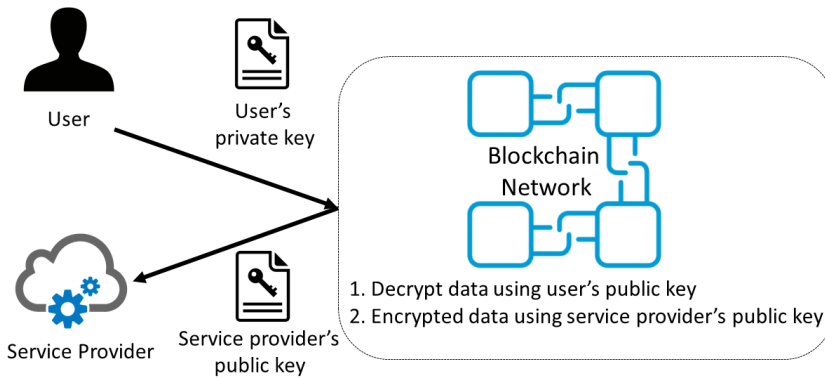 User
User's
private key
Blockchain
Network
1. Decrypt data using user's public key
2. Encrypted data using service provider's public key
Service Provider
Service provider's
public key